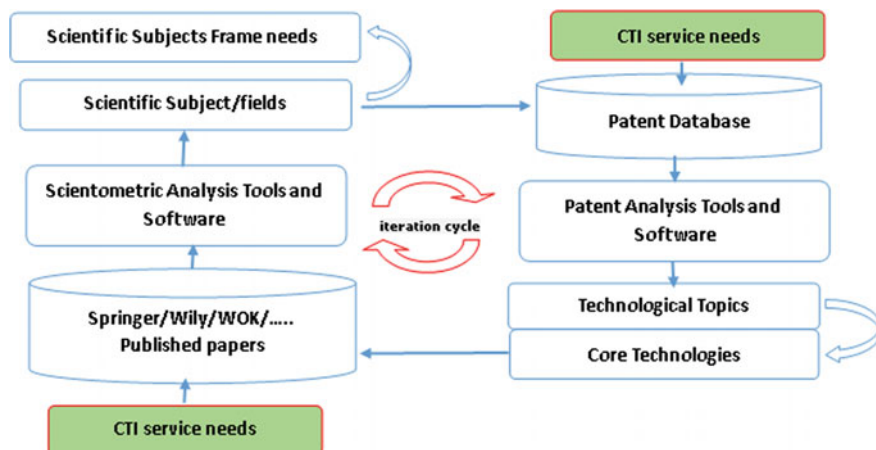 Scientific Subjects Frame needs
Scientific Subject/fields
Scientometric Analysis Tools and
Software
Springer/Wily/WOK/.....
Published papers
CTI service needs
iteration cycle
CTI service needs
Patent Database
Patent Analysis Tools and
Software
Technological Topics
Core Technologies